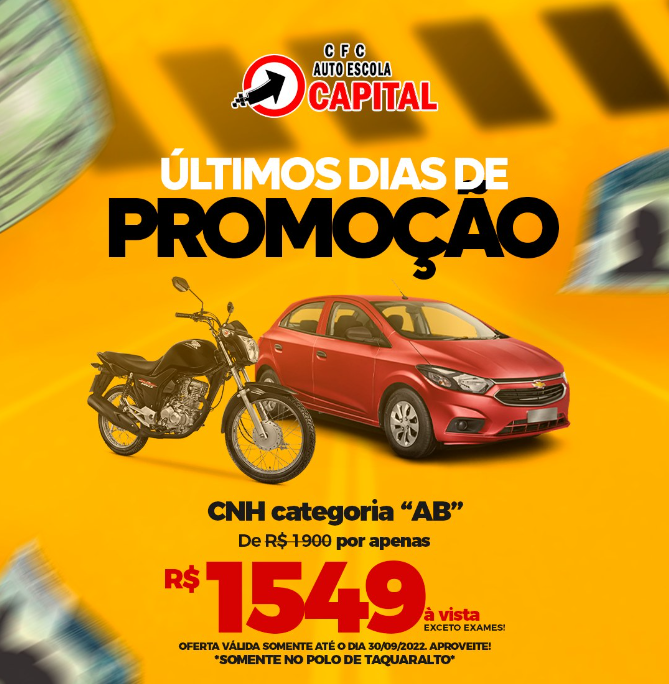 CFC
AUTO ESCOLA
CAPITAL
ÚLTIMOS DIAS DE
PROMOÇÃO
CNH categoria “AB”
De R$ 1900 por apenas
R$ 1549 à vista
EXCETO EXAMES!
OFERTA VÁLIDA SOMENTE ATÉ O DIA 30/09/2022. APROVEITE!
*SOMENTE NO POLO DE TAQUARALTO*